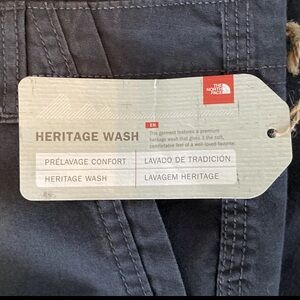 THE
NORTH
FACE
HERITAGE WASH
EN
This garment features a premium
heritage wash that gives it the soft,
comfortable feel of a well-loved favorite.
PRÉLAVAGE CONFORT
LAVADO DE TRADICIÓN
HERITAGE WASH
LAVAGEM HERITAGE